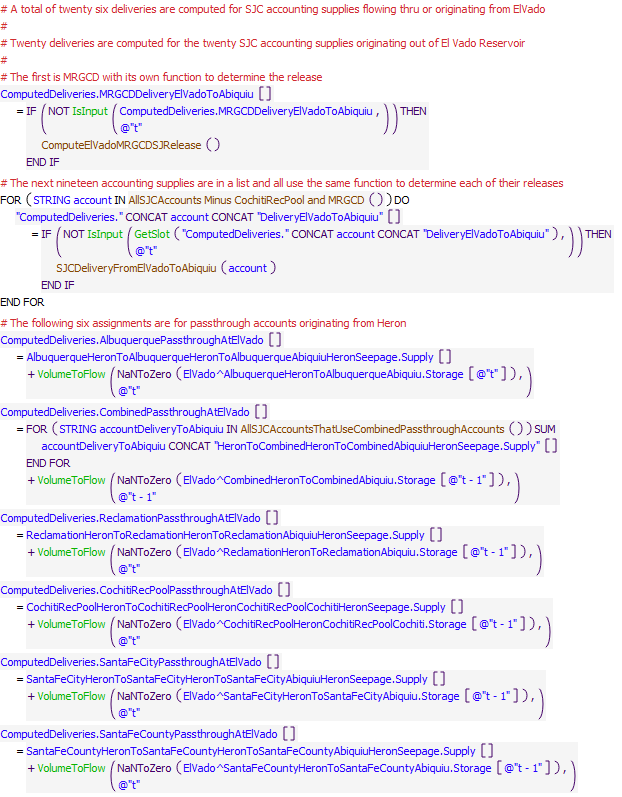 # A total of twenty six deliveries are computed for SJC accounting supplies flowing thru or originating from ElVado
#
# Twenty deliveries are computed for the twenty SJC accounting supplies originating out of El Vado Reservoir
#
# The first is MRGCD with its own function to determine the release
ComputedDeliveries.MRGCDDeliveryElVadoToAbiquiu []
= IF ( NOT IsInput ( ComputedDeliveries.MRGCDDeliveryElVadoToAbiquiu , ) ) THEN
@"t"
ComputeElVadoMRGCDSJRelease ()
END IF
# The next nineteen accounting supplies are in a list and all use the same function to determine each of their releases
FOR ( STRING account IN AllSJCAccounts Minus CochitiRecPool and MRGCD () ) DO
"ComputedDeliveries." CONCAT account CONCAT "DeliveryElVadoToAbiquiu" []
= IF ( NOT IsInput ( GetSlot ( "ComputedDeliveries." CONCAT account CONCAT "DeliveryElVadoToAbiquiu" ) , ) ) THEN
@"t"
SJCDeliveryFromElVadoToAbiquiu ( account )
END IF
END FOR
# The following six assignments are for passthrough accounts originating from Heron
ComputedDeliveries.AlbuquerquePassthroughAtElVado []
= AlbuquerqueHeronToAlbuquerqueHeronToAlbuquerqueAbiquiuHeronSeepage.Supply []
+ VolumeToFlow ( NaNToZero ( ElVado^AlbuquerqueHeronToAlbuquerqueAbiquiu.Storage [ @"t" ] ) , )
@"t"
ComputedDeliveries.CombinedPassthroughAtElVado []
= FOR ( STRING accountDeliveryToAbiquiu IN AllSJCAccountsThatUseCombinedPassthroughAccounts () ) SUM
accountDeliveryToAbiquiu CONCAT "HeronToCombinedHeronToCombinedAbiquiuHeronSeepage.Supply" []
END FOR
+ VolumeToFlow ( NaNToZero ( ElVado^CombinedHeronToCombinedAbiquiu.Storage [ @"t - 1" ] ) , )
@"t - 1"
ComputedDeliveries.ReclamationPassthroughAtElVado []
= ReclamationHeronToReclamationHeronToReclamationAbiquiuHeronSeepage.Supply []
+ VolumeToFlow ( NaNToZero ( ElVado^ReclamationHeronToReclamationAbiquiu.Storage [ @"t - 1" ] ) , )
@"t"
ComputedDeliveries.CochitiRecPoolPassthroughAtElVado []
= CochitiRecPoolHeronToCochitiRecPoolHeronCochitiRecPoolCochitiHeronSeepage.Supply []
+ VolumeToFlow ( NaNToZero ( ElVado^CochitiRecPoolHeronCochitiRecPoolCochiti.Storage [ @"t - 1" ] ) , )
@"t"
ComputedDeliveries.SantaFeCityPassthroughAtElVado []
= SantaFeCityHeronToSantaFeCityHeronToSantaFeCityAbiquiuHeronSeepage.Supply []
+ VolumeToFlow ( NaNToZero ( ElVado^SantaFeCityHeronToSantaFeCityAbiquiu.Storage [ @"t - 1" ] ) , )
@"t"
ComputedDeliveries.SantaFeCountyPassthroughAtElVado []
= SantaFeCountyHeronToSantaFeCountyHeronToSantaFeCountyAbiquiuHeronSeepage.Supply []
+ VolumeToFlow ( NaNToZero ( ElVado^SantaFeCountyHeronToSantaFeCountyAbiquiu.Storage [ @"t - 1" ] ) , )
@"t"